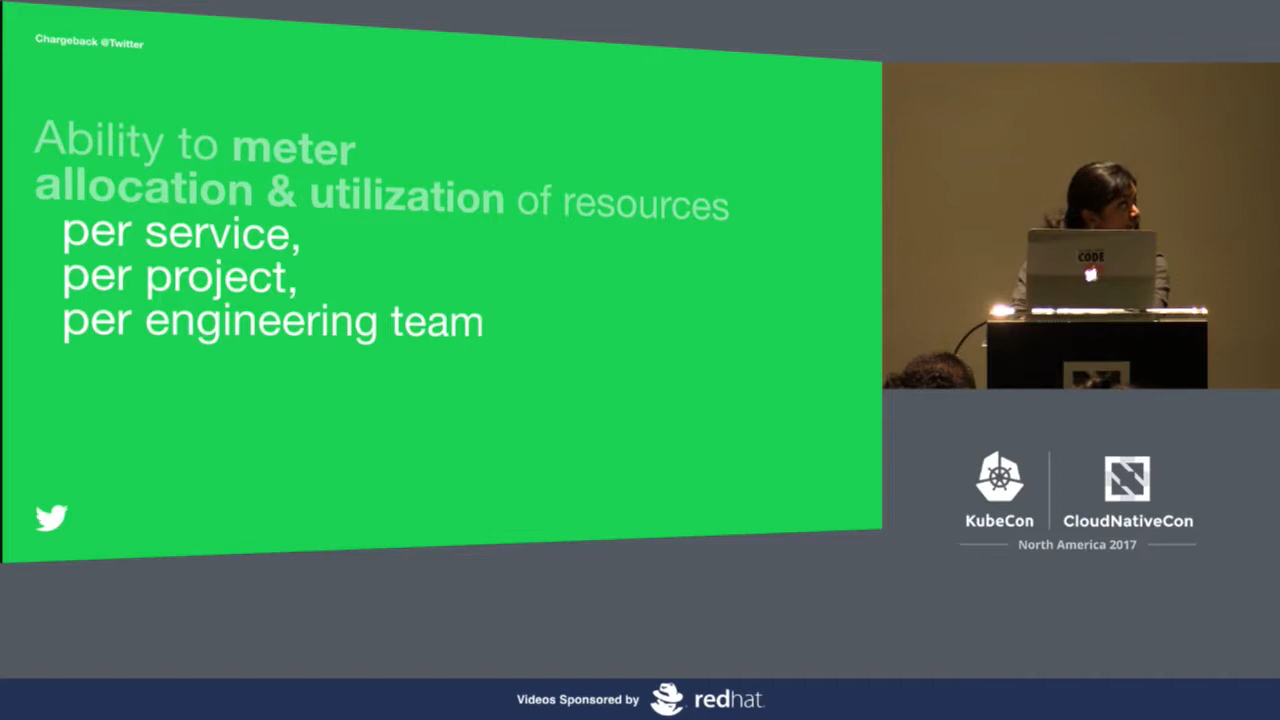 Chargeback @Twitter
Ability to meter
allocation & utilization of resources
per service,
per project,
per engineering team
CODE
KubeCon
CloudNativeCon
North America 2017
Videos Sponsored by
redhat